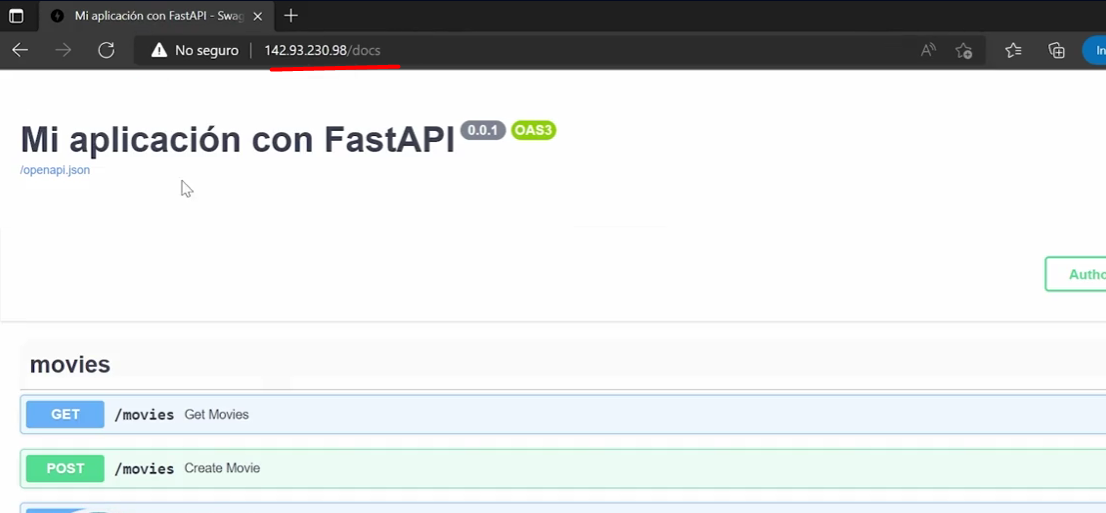 Mi aplicación con FastAPI - Swag
No seguro
142.93.230.98/docs
In
Mi aplicación con FastAPI 0.0.1 OAS3
/openapi.json
Autho
movies
GET /movies Get Movies
POST /movies Create Movie